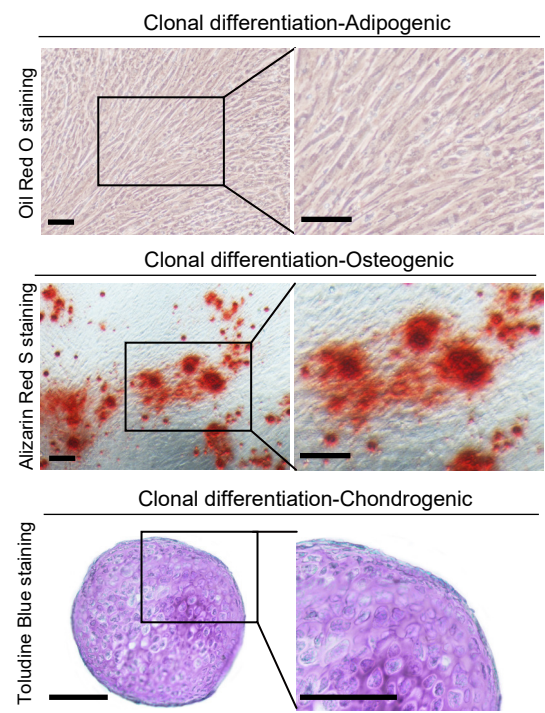 Clonal differentiation-Adipogenic
Oil Red O staining
Clonal differentiation-Osteogenic
Alizarin Red S staining
Clonal differentiation-Chondrogenic
Toludine Blue staining